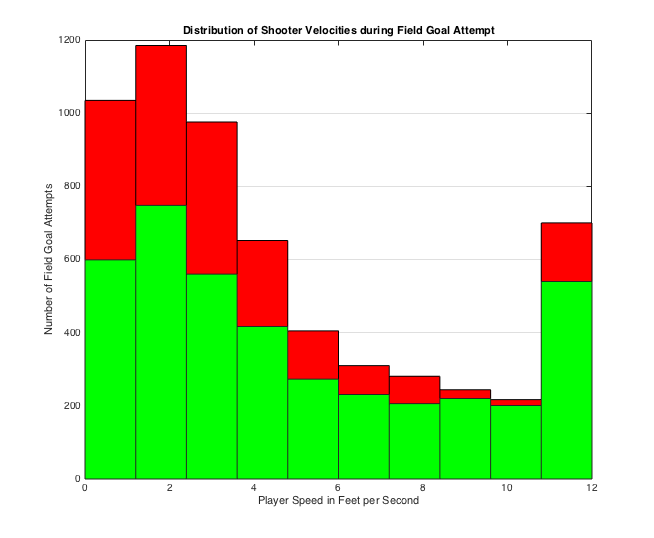 Distribution of Shooter Velocities during Field Goal Attempt
1200
1000
800
600
400
200
0
Number of Field Goal Attempts
0 2 4 6 8 10 12
Player Speed in Feet per Second